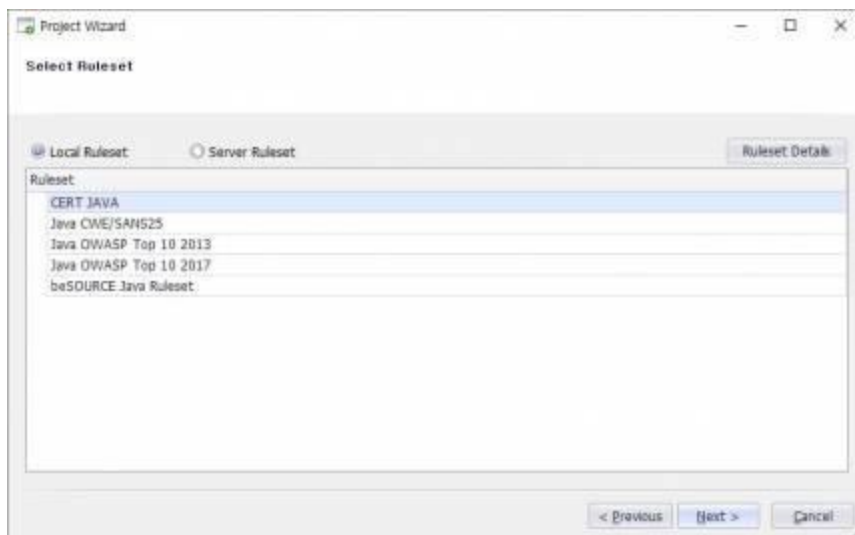 Project Wizard
Select Ruleset
Local Ruleset
Server Ruleset
Ruleset Details
Ruleset
CERT JAVA
Java CWE/SANS25
Java OWASP Top 10 2013
Java OWASP Top 10 2017
beSOURCE Java Ruleset
< Previous
Next >
Cancel